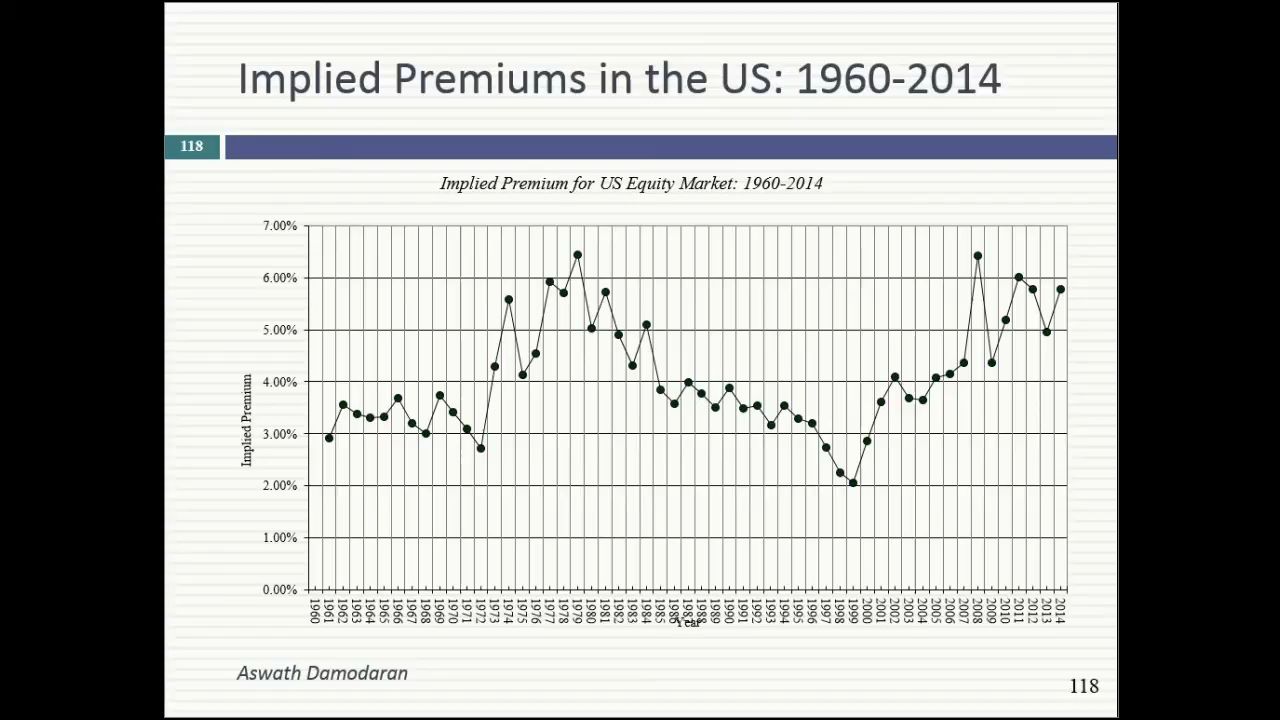 Implied Premiums in the US: 1960-2014
118
Implied Premium for US Equity Market: 1960-2014
7.00%
6.00%
5.00%
4.00%
3.00%
2.00%
1.00%
0.00%
Implied Premium
1960 1961 1962 1963 1964 1965 1966 1967 1968 1969 1970 1971 1972 1973 1974 1975 1976 1977 1978 1979 1980 1981 1982 1983 1984 1985 1986 1987 1988 1989 1990 1991 1992 1993 1994 1995 1996 1997 1998 1999 2000 2001 2002 2003 2004 2005 2006 2007 2008 2009 2010 2011 2012 2013 2014
Year
Aswath Damodaran
118